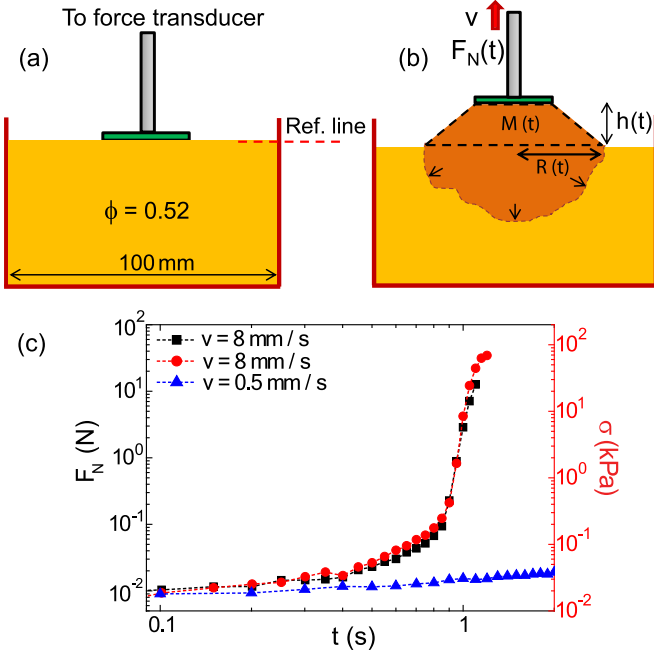 To force transducer
(a)
Ref. line
ϕ = 0.52
100 mm
(b)
v
F_N(t)
M (t)
h(t)
R (t)
(c)
v = 8 mm / s
v = 8 mm / s
v = 0.5 mm / s
10^2
10^1
10^0
10^-1
10^-2
F_N (N)
10^2
10^1
10^0
10^-1
10^-2
σ (kPa)
0.1
1
t (s)